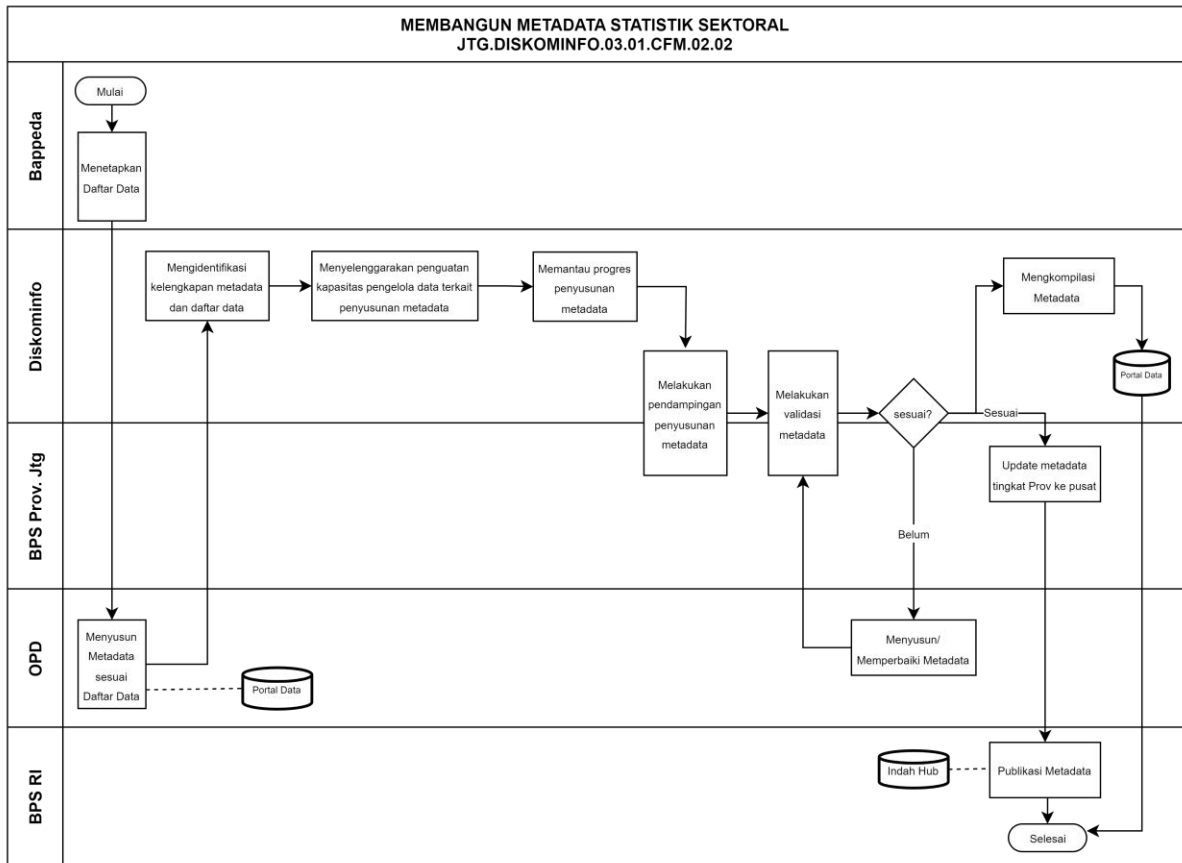 MEMBANGUN METADATA STATISTIK SEKTORAL
JTG.DISKOMINFO.03.01.CFM.02.02
Bappeda
Mulai
Menetapkan
Daftar Data
Diskominfo
Mengidentifikasi
kelengkapan metadata
dan daftar data
Menyelenggarakan penguatan
kapasitas pengelola data terkait
penyusunan metadata
Memantau progres
penyusunan
metadata
Mengkompilasi
Metadata
Portal Data
Melakukan
pendampingan
penyusunan
metadata
Melakukan
validasi
metadata
sesuai?
Sesuai
BPS Prov. Jtg
Update metadata
tingkat Prov ke pusat
Belum
OPD
Menyusun
Metadata
sesuai
Daftar Data
Portal Data
Menyusun/
Memperbaiki Metadata
BPS RI
Indah Hub
Publikasi Metadata
Selesai